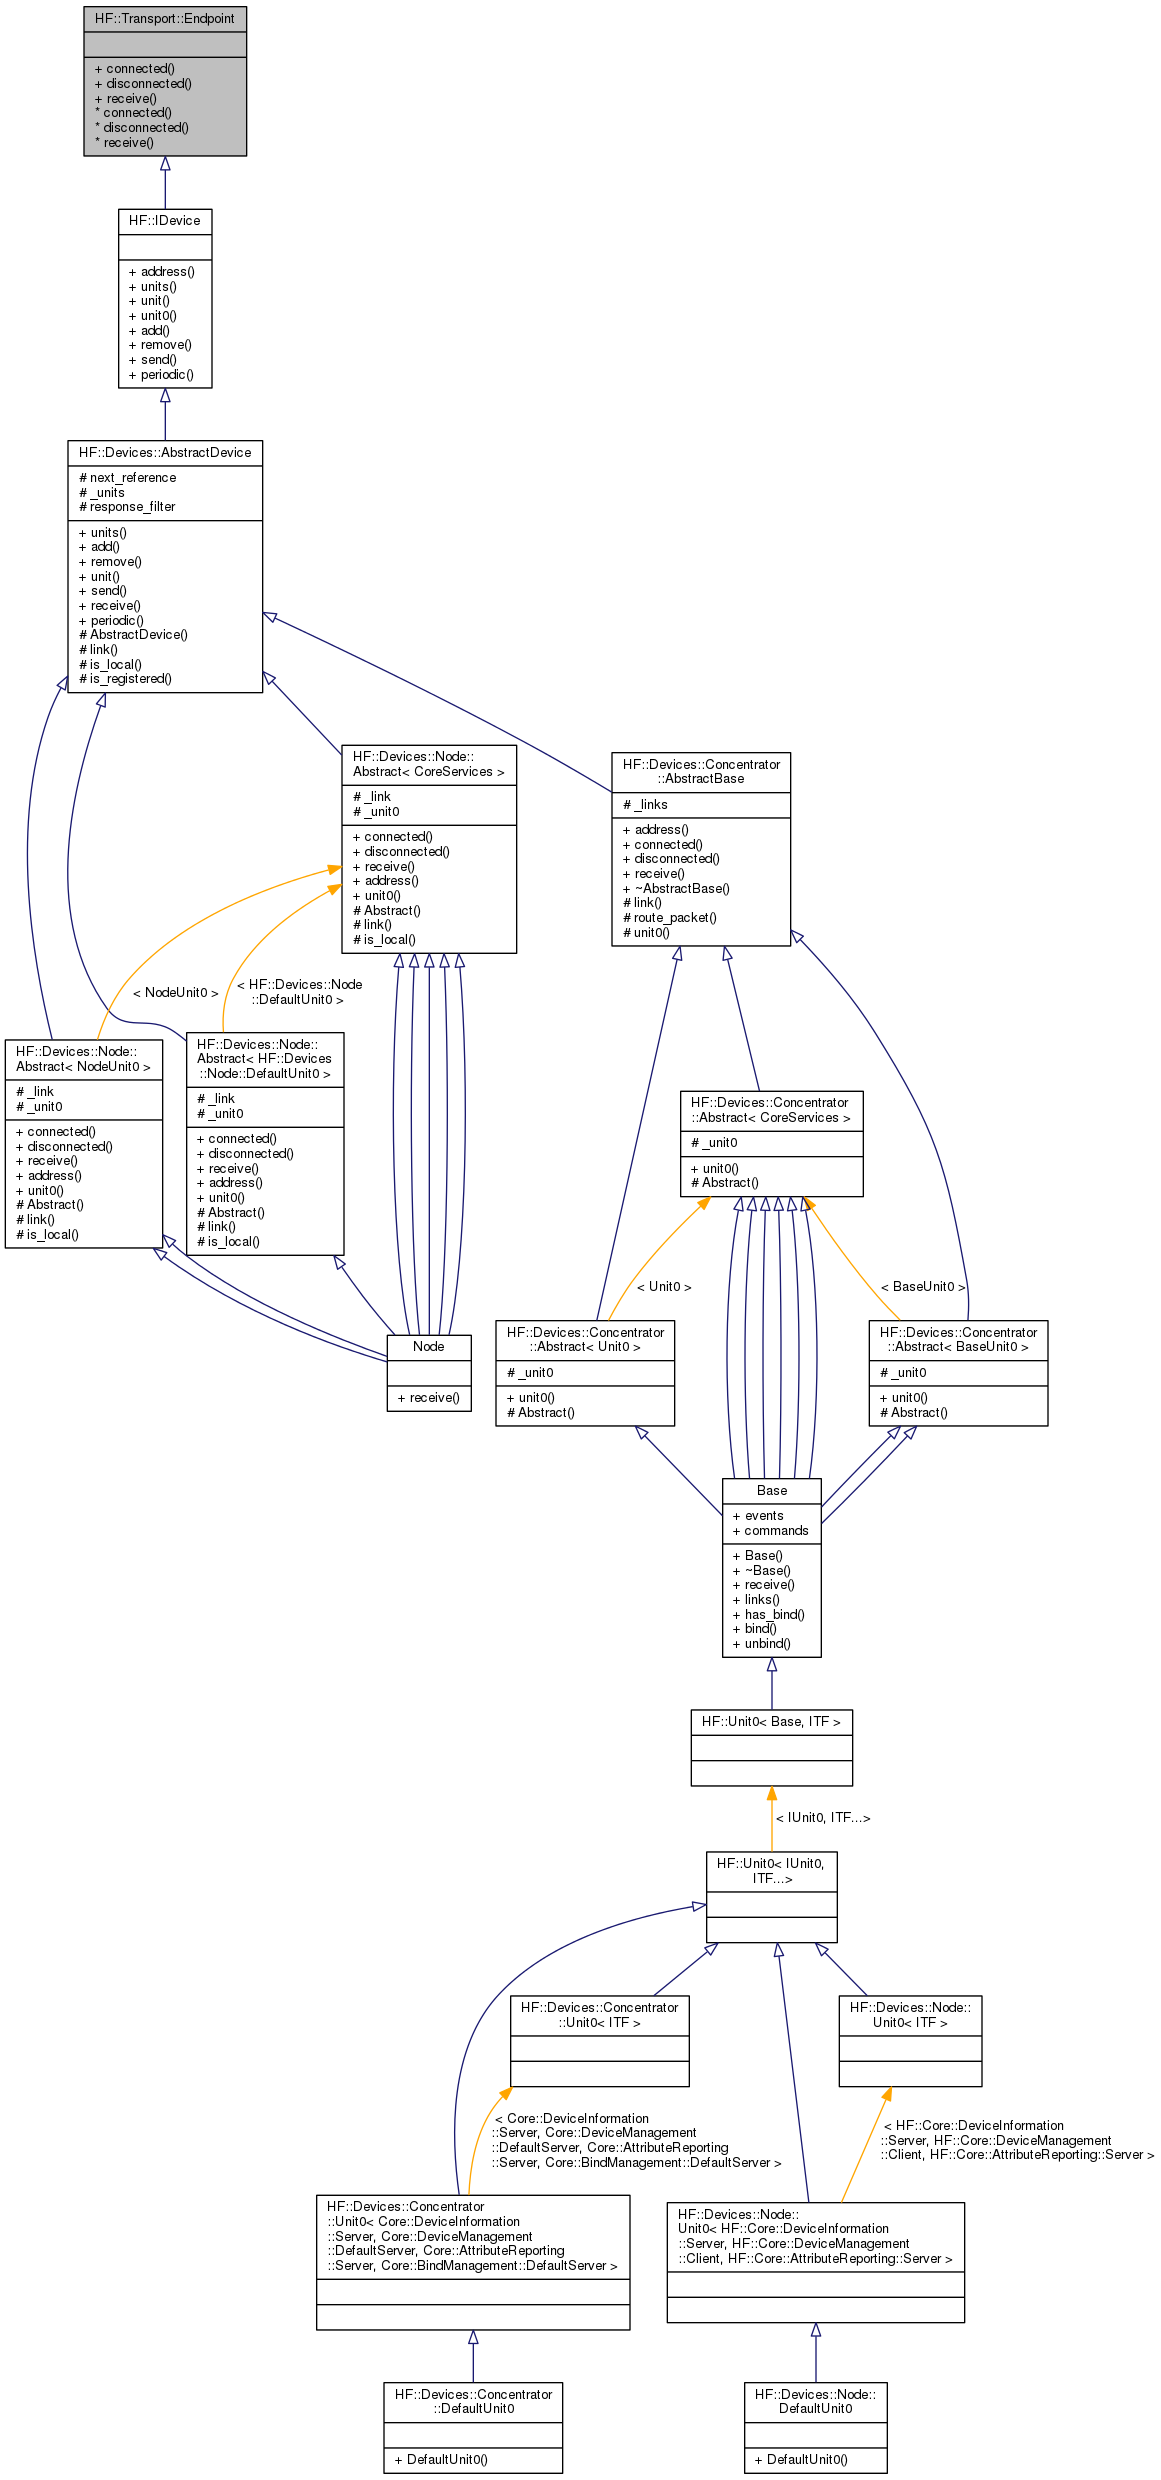 HF::Transport::Endpoint
+ connected()
+ disconnected()
+ receive()
* connected()
* disconnected()
* receive()
HF::IDevice
+ address()
+ units()
+ unit()
+ unit0()
+ add()
+ remove()
+ send()
+ periodic()
HF::Devices::AbstractDevice
# next_reference
# _units
# response_filter
+ units()
+ add()
+ remove()
+ unit()
+ send()
+ receive()
+ periodic()
# AbstractDevice()
# link()
# is_local()
# is_registered()
HF::Devices::Node::
Abstract< CoreServices >
# _link
# _unit0
+ connected()
+ disconnected()
+ receive()
+ address()
+ unit0()
# Abstract()
# link()
# is_local()
HF::Devices::Concentrator
::AbstractBase
# _links
+ address()
+ connected()
+ disconnected()
+ receive()
+ ~AbstractBase()
# link()
# route_packet()
# unit0()
< NodeUnit0 >
< HF::Devices::Node
::DefaultUnit0 >
HF::Devices::Node::
Abstract< NodeUnit0 >
# _link
# _unit0
+ connected()
+ disconnected()
+ receive()
+ address()
+ unit0()
# Abstract()
# link()
# is_local()
HF::Devices::Node::
Abstract< HF::Devices
::Node::DefaultUnit0 >
# _link
# _unit0
+ connected()
+ disconnected()
+ receive()
+ address()
+ unit0()
# Abstract()
# link()
# is_local()
HF::Devices::Concentrator
::Abstract< CoreServices >
# _unit0
+ unit0()
# Abstract()
< Unit0 >
< BaseUnit0 >
Node
+ receive()
HF::Devices::Concentrator
::Abstract< Unit0 >
# _unit0
+ unit0()
# Abstract()
HF::Devices::Concentrator
::Abstract< BaseUnit0 >
# _unit0
+ unit0()
# Abstract()
Base
+ events
+ commands
+ Base()
+ ~Base()
+ receive()
+ links()
+ has_bind()
+ bind()
+ unbind()
HF::Unit0< Base, ITF >
< IUnit0, ITF...>
HF::Unit0< IUnit0,
ITF...>
HF::Devices::Concentrator
::Unit0< ITF >
HF::Devices::Node::
Unit0< ITF >
< Core::DeviceInformation
::Server, Core::DeviceManagement
::DefaultServer, Core::AttributeReporting
::Server, Core::BindManagement::DefaultServer >
< HF::Core::DeviceInformation
::Server, HF::Core::DeviceManagement
::Client, HF::Core::AttributeReporting::Server >
HF::Devices::Concentrator
::Unit0< Core::DeviceInformation
::Server, Core::DeviceManagement
::DefaultServer, Core::AttributeReporting
::Server, Core::BindManagement::DefaultServer >
HF::Devices::Node::
Unit0< HF::Core::DeviceInformation
::Server, HF::Core::DeviceManagement
::Client, HF::Core::AttributeReporting::Server >
HF::Devices::Concentrator
::DefaultUnit0
+ DefaultUnit0()
HF::Devices::Node::
DefaultUnit0
+ DefaultUnit0()